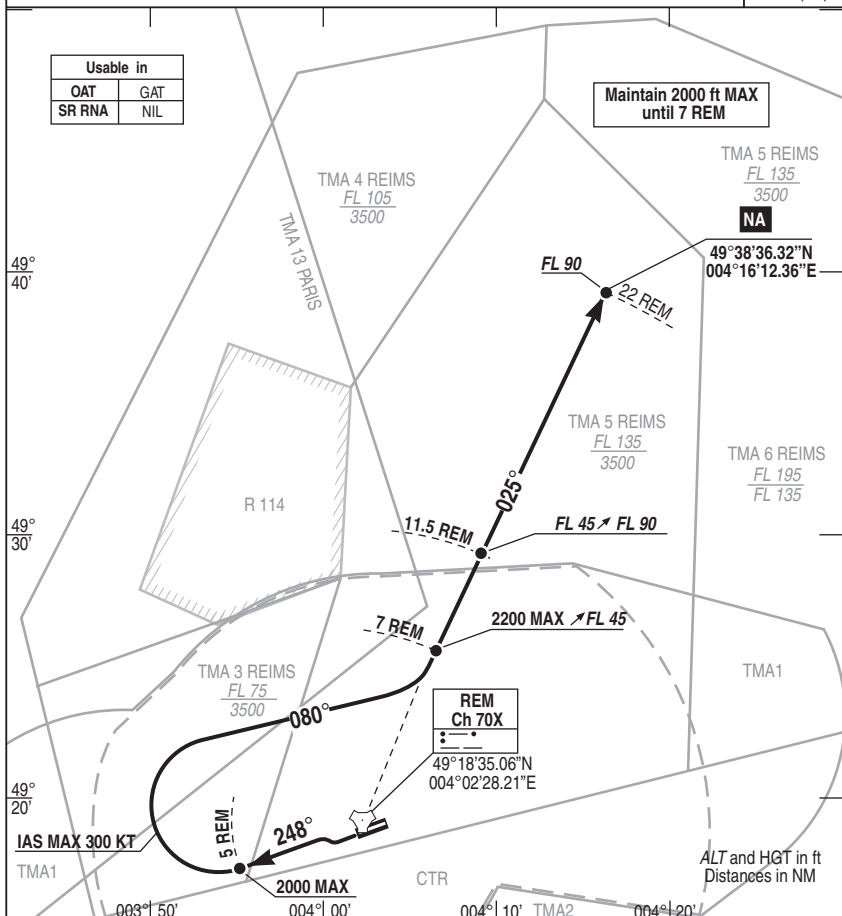 Usable in
OAT GAT
SR RNA NIL
Maintain 2000 ft MAX
until 7 REM
TMA 5 REIMS
FL 135
3500
NA
49°38'36.32"N
004°16'12.36"E
TMA 4 REIMS
FL 105
3500
TMA 13 PARIS
FL 90
22 REM
49°
40'
TMA 5 REIMS
FL 135
3500
TMA 6 REIMS
FL 195
FL 135
R 114
025°
11.5 REM
FL 45 ↗ FL 90
49°
30'
7 REM
2200 MAX ↗ FL 45
TMA 3 REIMS
FL 75
3500
TMA1
080°
REM
Ch 70X
49°18'35.06"N
004°02'28.21"E
49°
20'
IAS MAX 300 KT
5 REM
248°
TMA1
2000 MAX
CTR
ALT and HGT in ft
Distances in NM
003° 50'
004° 00'
004° 10'
TMA2
004° 20'